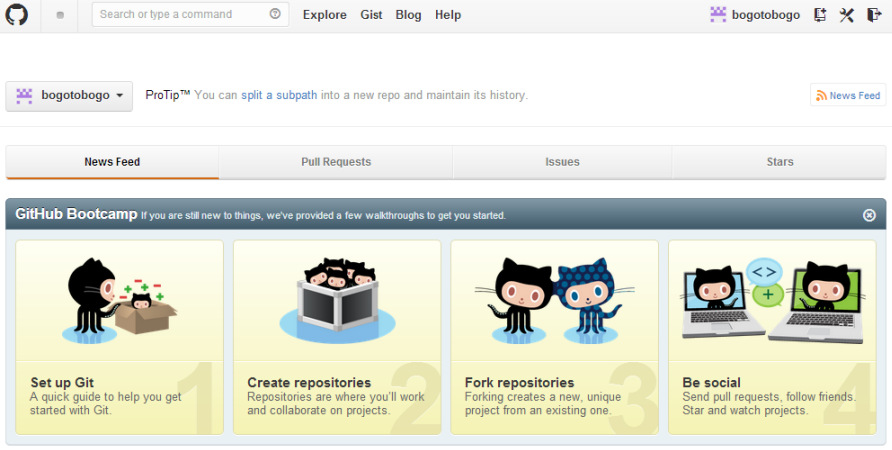 Search or type a command
Explore Gist Blog Help
bogotobogo
bogotobogo
ProTip™ You can split a subpath into a new repo and maintain its history.
News Feed
News Feed
Pull Requests
Issues
Stars
GitHub Bootcamp If you are still new to things, we've provided a few walkthroughs to get you started.
<>
+
Set up Git
A quick guide to help you get
started with Git.
1
Create repositories
Repositories are where you'll work
and collaborate on projects.
2
Fork repositories
Forking creates a new, unique
project from an existing one.
3
Be social
Send pull requests, follow friends.
Star and watch projects.
4